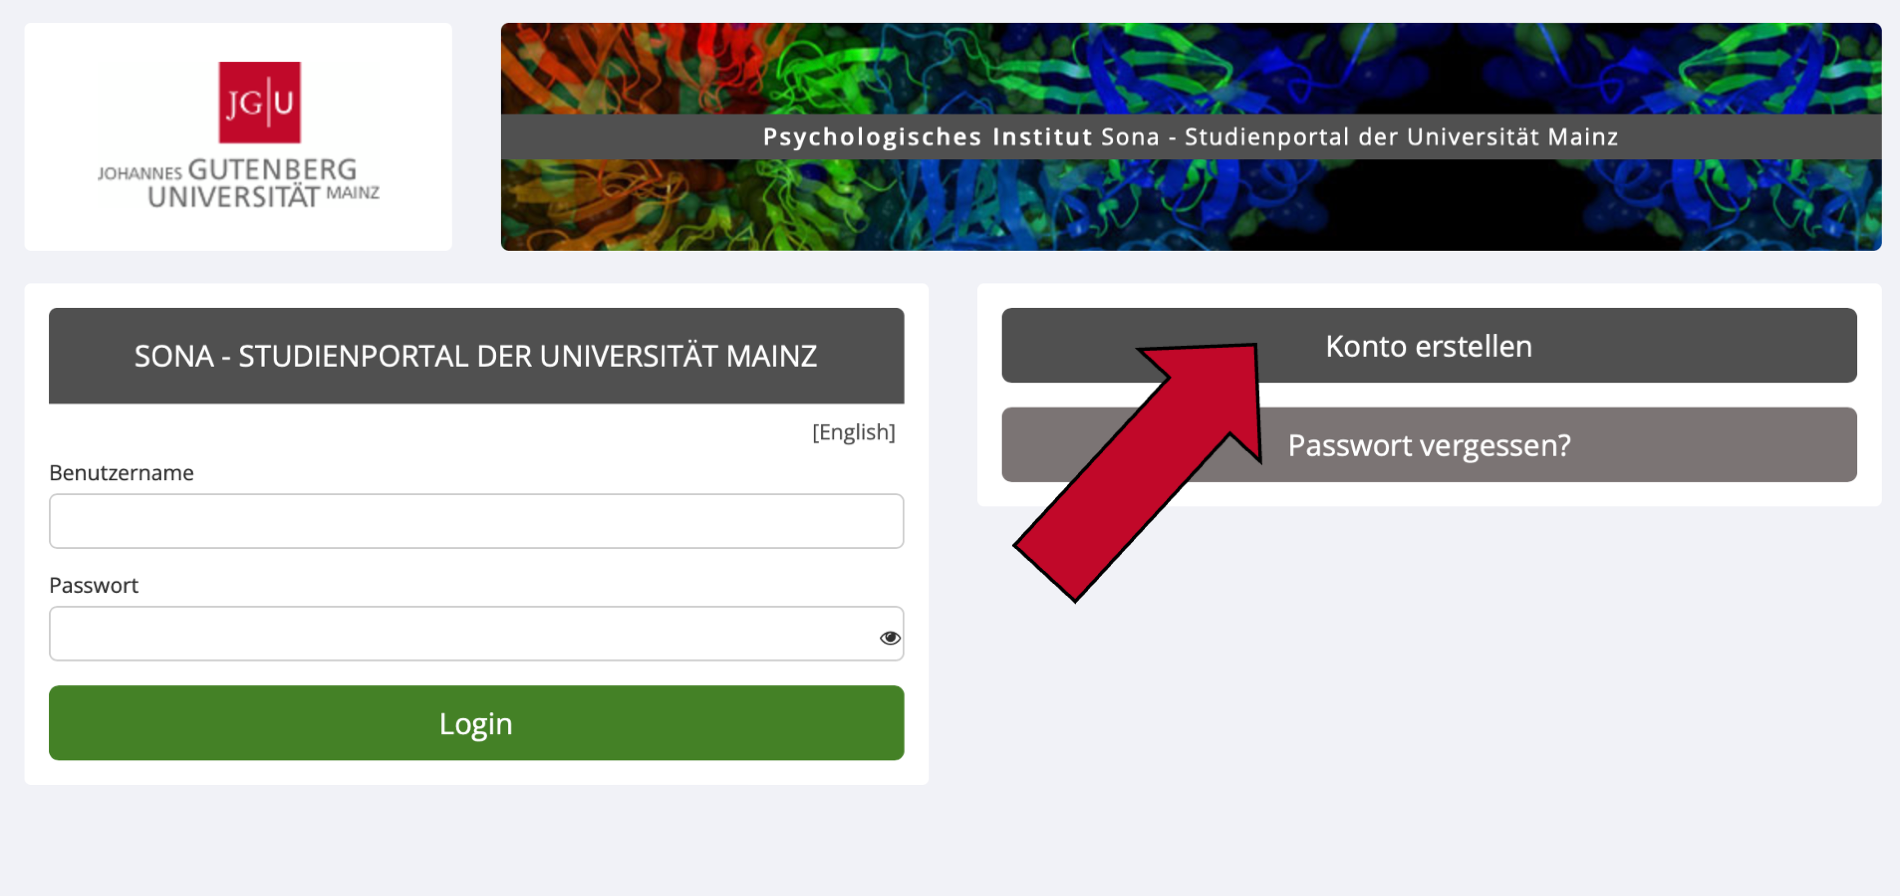 JG|U
JOHANNES GUTENBERG
UNIVERSITÄT MAINZ
Psychologisches Institut Sona - Studienportal der Universität Mainz
SONA - STUDIENPORTAL DER UNIVERSITÄT MAINZ
[English]
Benutzername
Passwort
Login
Konto erstellen
Passwort vergessen?